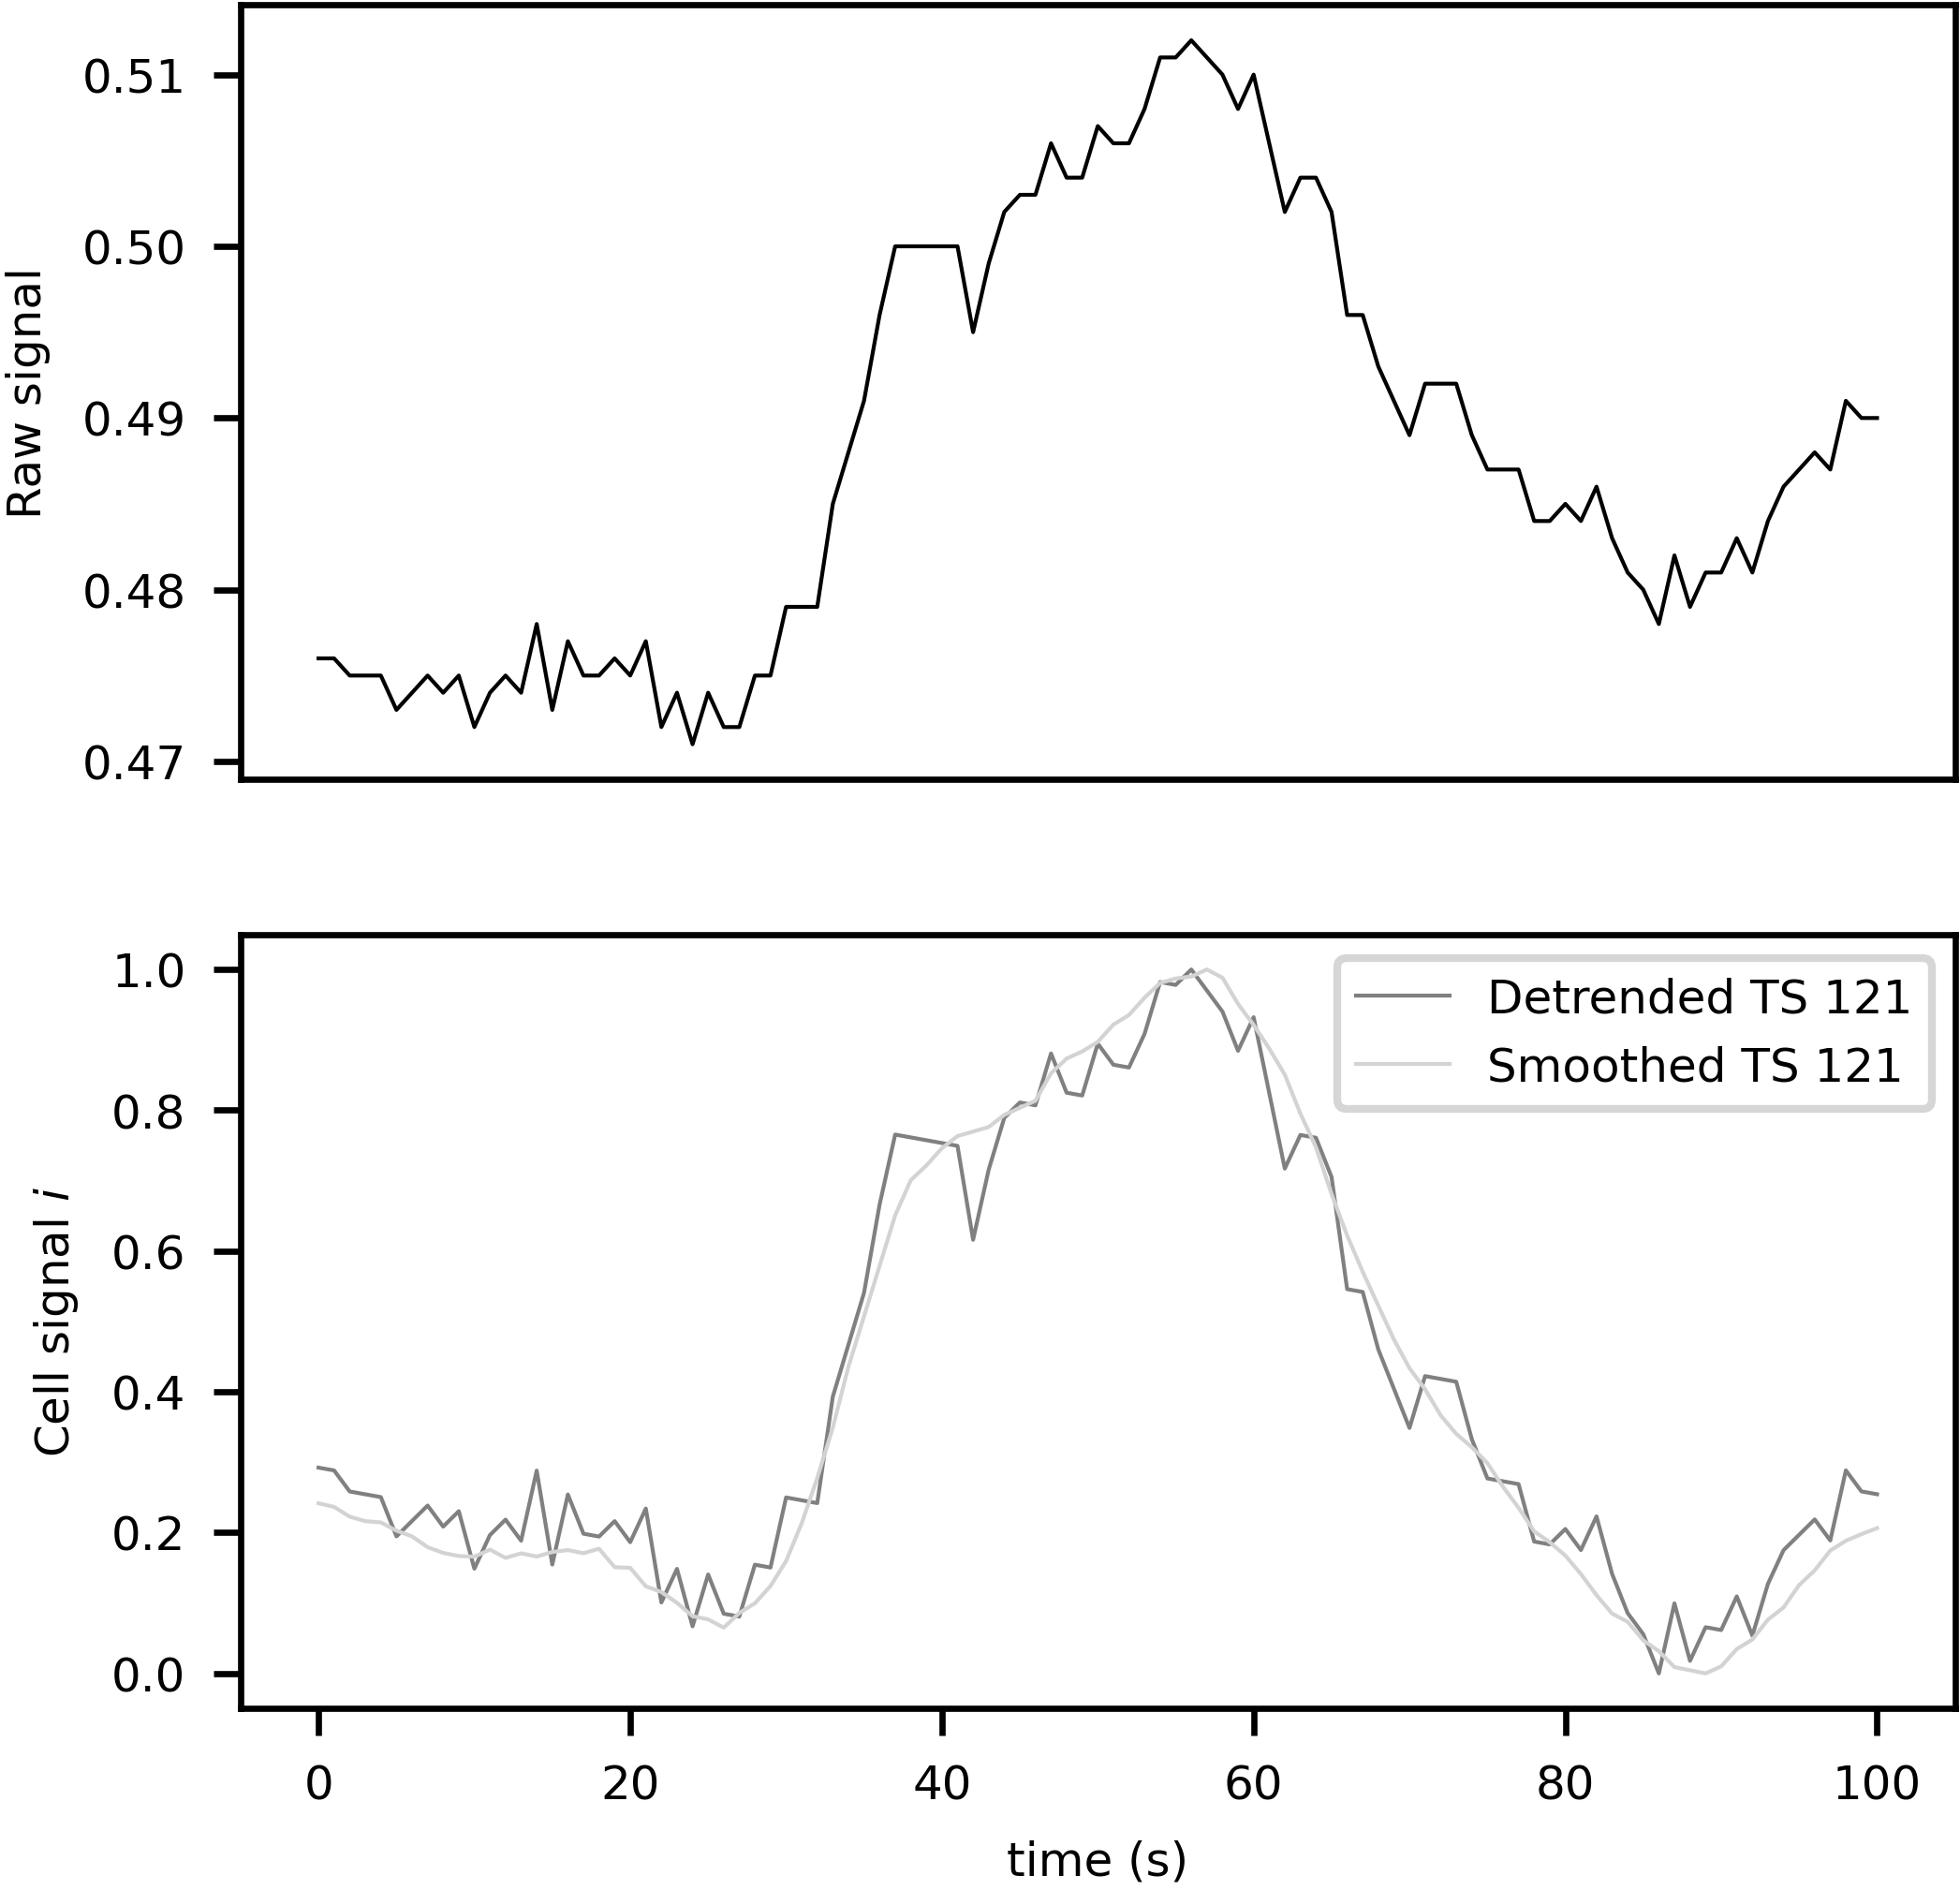 0.51
0.50
0.49
0.48
0.47
Raw signal
1.0
0.8
0.6
0.4
0.2
0.0
Cell signal i
Detrended TS 121
Smoothed TS 121
0 20 40 60 80 100
time (s)